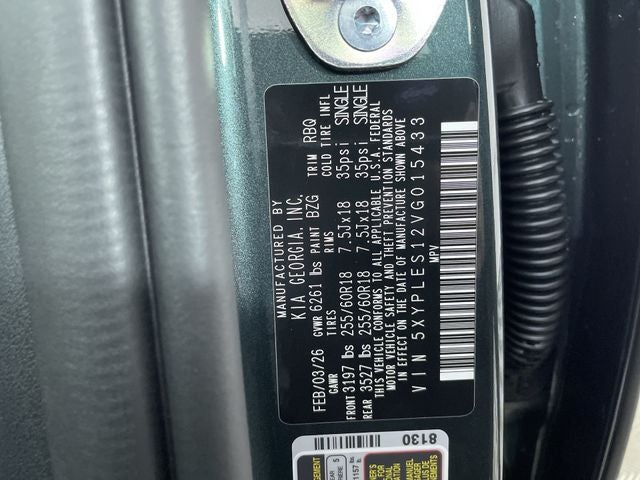 MANUFACTURED BY
KIA GEORGIA, INC.
FEB/03/26 GVWR 6261 lbs PAINT BZG TRIM RBQ
GAWR TIRES RIMS COLD TIRE INFL
FRONT 3197 lbs 255/60R18 7.5Jx18 35psi SINGLE
REAR 3527 lbs 255/60R18 7.5Jx18 35psi SINGLE
THIS VEHICLE CONFORMS TO ALL APPLICABLE U.S.A. FEDERAL
MOTOR VEHICLE SAFETY AND THEFT PREVENTION STANDARDS
IN EFFECT ON THE DATE OF MANUFACTURE SHOWN ABOVE
VIN 5XYPLES12VG015433
MPV
8130
5
1157